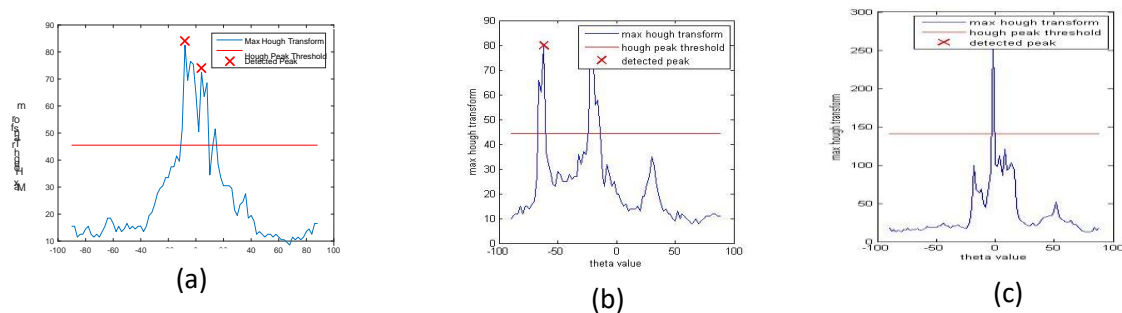 90
80
70
60
50
40
30
20
10
-100 -80 -60 -40 -20 0 20 40 60 80 100
Max Hough Transform
Hough Peak Threshold
Detected Peak
(a)
max hough transform
90
80
70
60
50
40
30
20
10
0
-100 -50 0 50 100
theta value
max hough transform
hough peak threshold
detected peak
(b)
max hough transform
300
250
200
150
100
50
0
-100 -50 0 50 100
theta value
max hough transform
hough peak threshold
detected peak
(c)